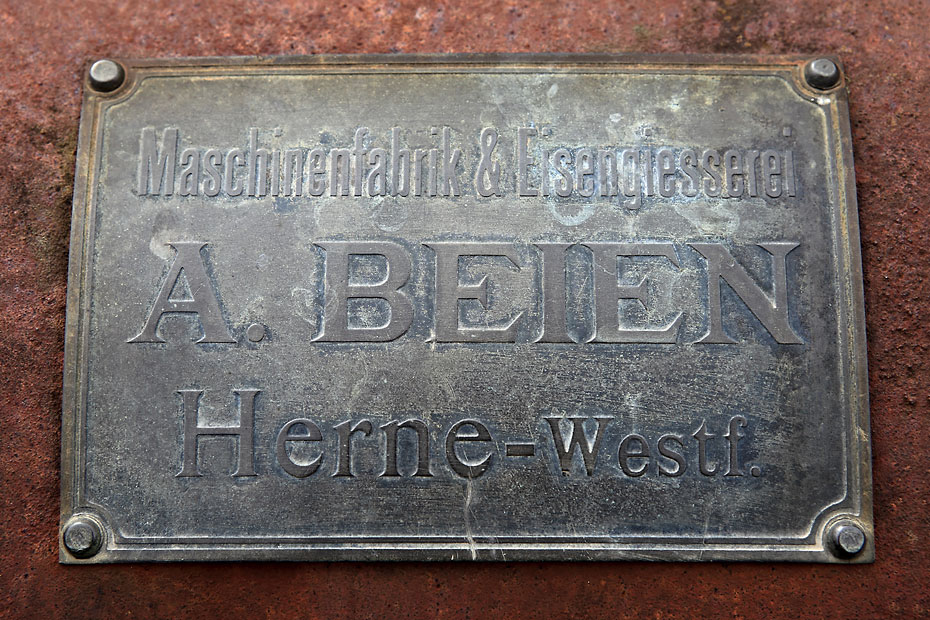 Maschinenfabrik & Eisengiesserei
A. BEIEN
Herne-Westf.